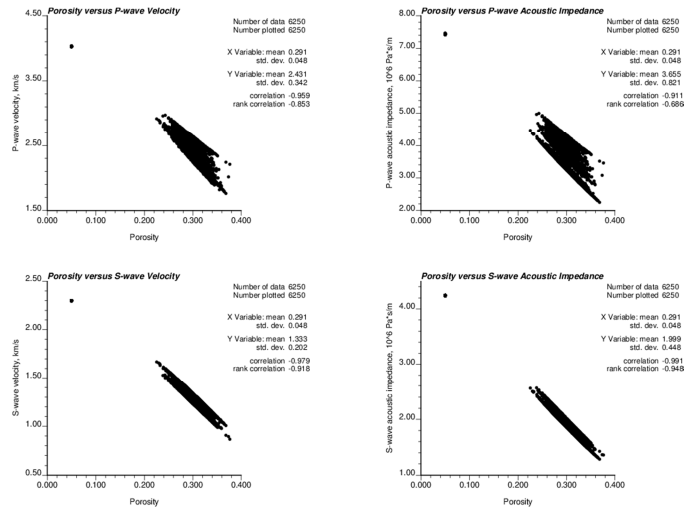 Porosity versus P-wave Velocity
4.50
3.50
2.50
1.50
P-wave velocity, km/s
0.000 0.100 0.200 0.300 0.400
Porosity
Number of data 6250
Number plotted 6250
X Variable: mean 0.291
std. dev. 0.048
Y Variable: mean 2.431
std. dev. 0.342
correlation -0.959
rank correlation -0.853
Porosity versus P-wave Acoustic Impedance
8.00
7.00
6.00
5.00
4.00
3.00
2.00
P-wave acoustic impedance, 10^6 Pa*s/m
0.000 0.100 0.200 0.300 0.400
Porosity
Number of data 6250
Number plotted 6250
X Variable: mean 0.291
std. dev. 0.048
Y Variable: mean 3.655
std. dev. 0.821
correlation -0.911
rank correlation -0.686
Porosity versus S-wave Velocity
2.50
2.00
1.50
1.00
0.50
S-wave velocity, km/s
0.000 0.100 0.200 0.300 0.400
Porosity
Number of data 6250
Number plotted 6250
X Variable: mean 0.291
std. dev. 0.048
Y Variable: mean 1.333
std. dev. 0.202
correlation -0.979
rank correlation -0.918
Porosity versus S-wave Acoustic Impedance
4.00
3.00
2.00
1.00
S-wave acoustic impedance, 10^6 Pa*s/m
0.000 0.100 0.200 0.300 0.400
Porosity
Number of data 6250
Number plotted 6250
X Variable: mean 0.291
std. dev. 0.048
Y Variable: mean 1.999
std. dev. 0.448
correlation -0.991
rank correlation -0.948